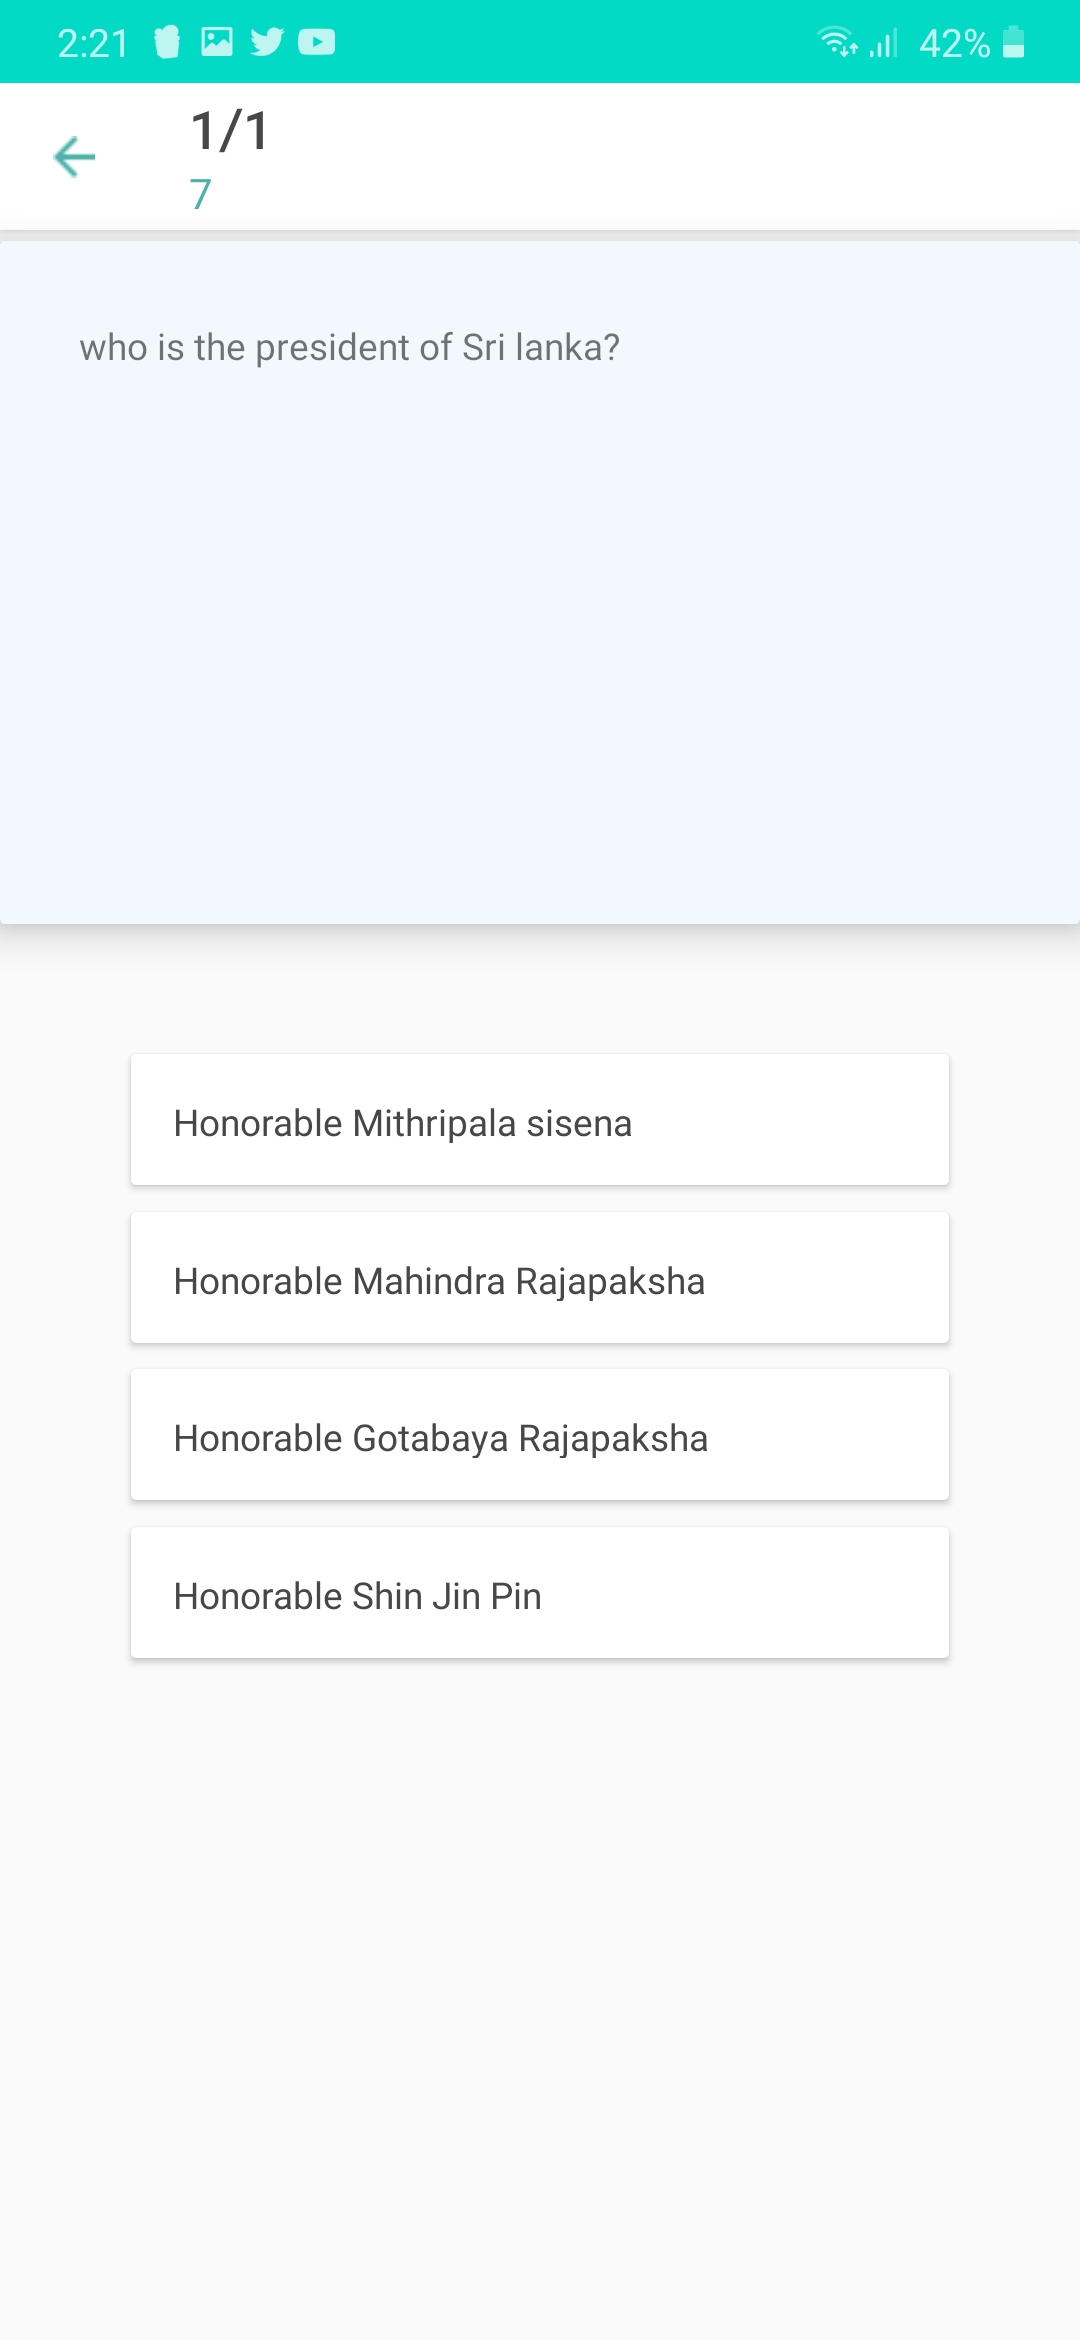 2:21 42%
1/1
7
who is the president of Sri lanka?
Honorable Mithripala sisena
Honorable Mahindra Rajapaksha
Honorable Gotabaya Rajapaksha
Honorable Shin Jin Pin